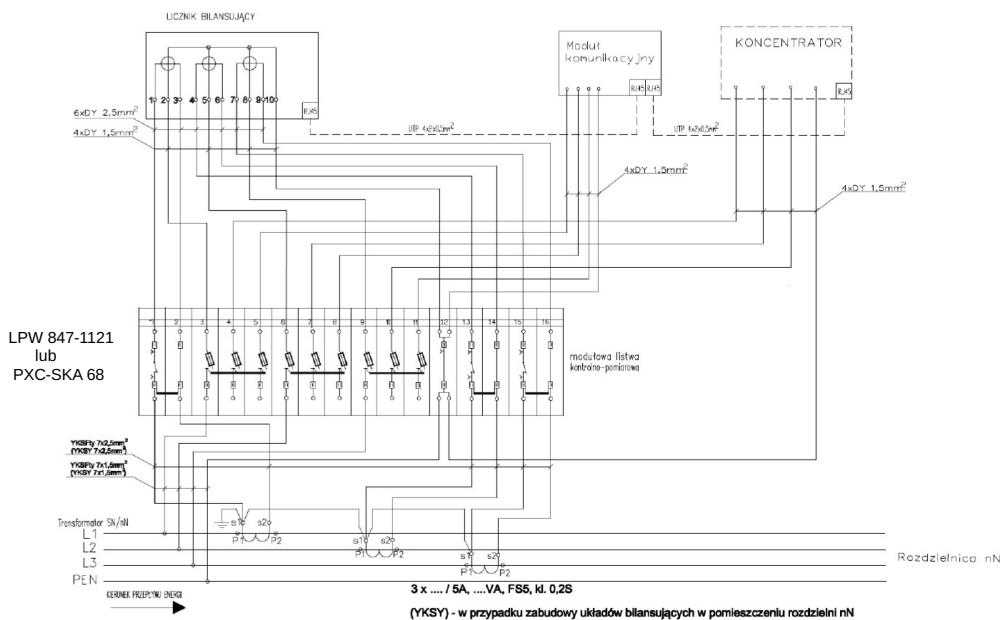 LICZNIK BILANSUJĄCY
1 2 3 4 5 6 7 8 9 10
RJ45
6xDY 2,5mm²
4xDY 1,5mm²
Moduł
komunikacyjny
RJ45 RJ45
KONCENTRATOR
RJ45
UTP 4x2x0,5mm²
UTP 4x2x0,5mm²
4xDY 1,5mm²
4xDY 1,5mm²
LPW 847-1121
lub
PXC-SKA 68
1 2 3 4 5 6 7 8 9 10 11 12 13 14 15 16
modułowa listwa
kontrolno-pomiarowa
YKSFty 7x2,5mm²
(YKSY 7x2,5mm²)
YKSFty 7x1,5mm²
(YKSY 7x1,5mm²)
Transformator SN/nN
s1 s2
L1 P1 P2
s1 s2
L2 P1 P2
s1 s2
L3 P1 P2
PEN
Rozdzielnica nN
KIERUNEK PRZEPŁYWU ENERGII
3 x .... / 5A, ....VA, FS5, kl. 0,2S
(YKSY) - w przypadku zabudowy układów bilansujących w pomieszczeniu rozdzielni nN